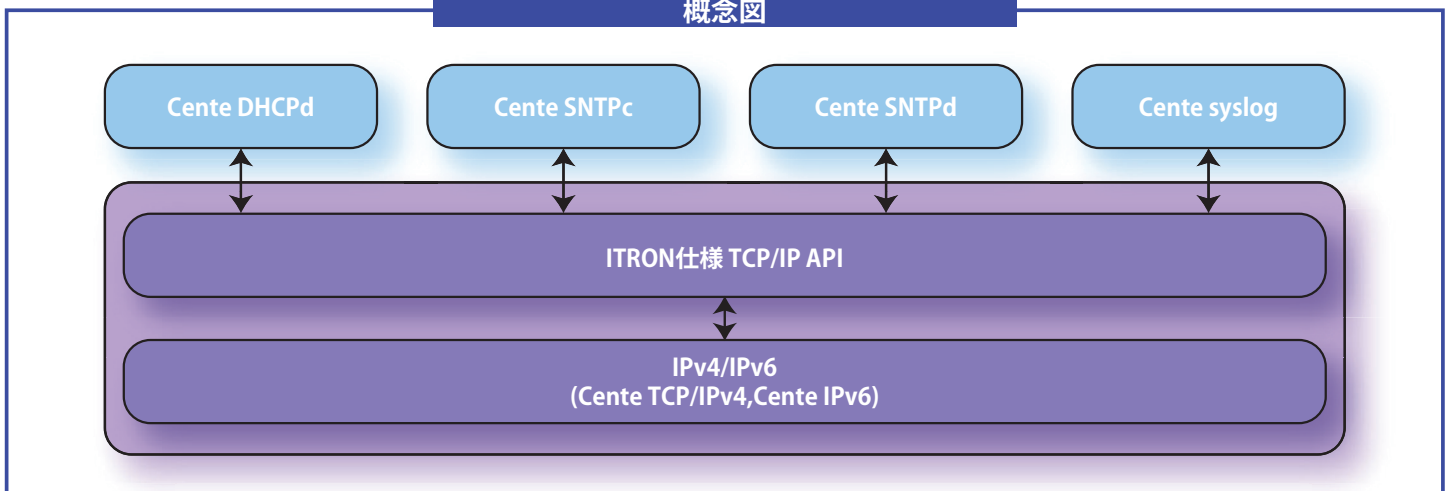 概念図
Cente DHCPd
Cente SNTPc
Cente SNTPd
Cente syslog
ITRON仕様 TCP/IP API
IPv4/IPv6
(Cente TCP/IPv4,Cente IPv6)